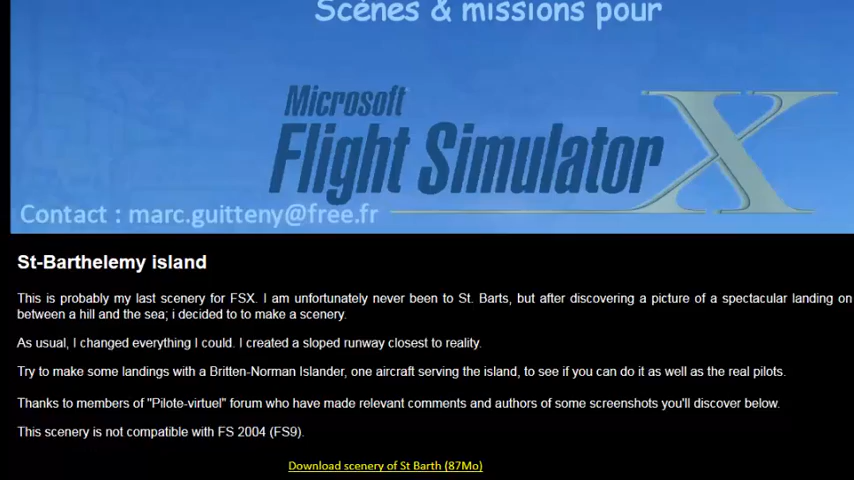 Scènes & missions pour
Microsoft
Flight Simulator X
Contact : marc.guitteny@free.fr
St-Barthelemy island
This is probably my last scenery for FSX. I am unfortunately never been to St. Barts, but after discovering a picture of a spectacular landing on
between a hill and the sea; i decided to to make a scenery.
As usual, I changed everything I could. I created a sloped runway closest to reality.
Try to make some landings with a Britten-Norman Islander, one aircraft serving the island, to see if you can do it as well as the real pilots.
Thanks to members of "Pilote-virtuel" forum who have made relevant comments and authors of some screenshots you'll discover below.
This scenery is not compatible with FS 2004 (FS9).
Download scenery of St Barth (87Mo)